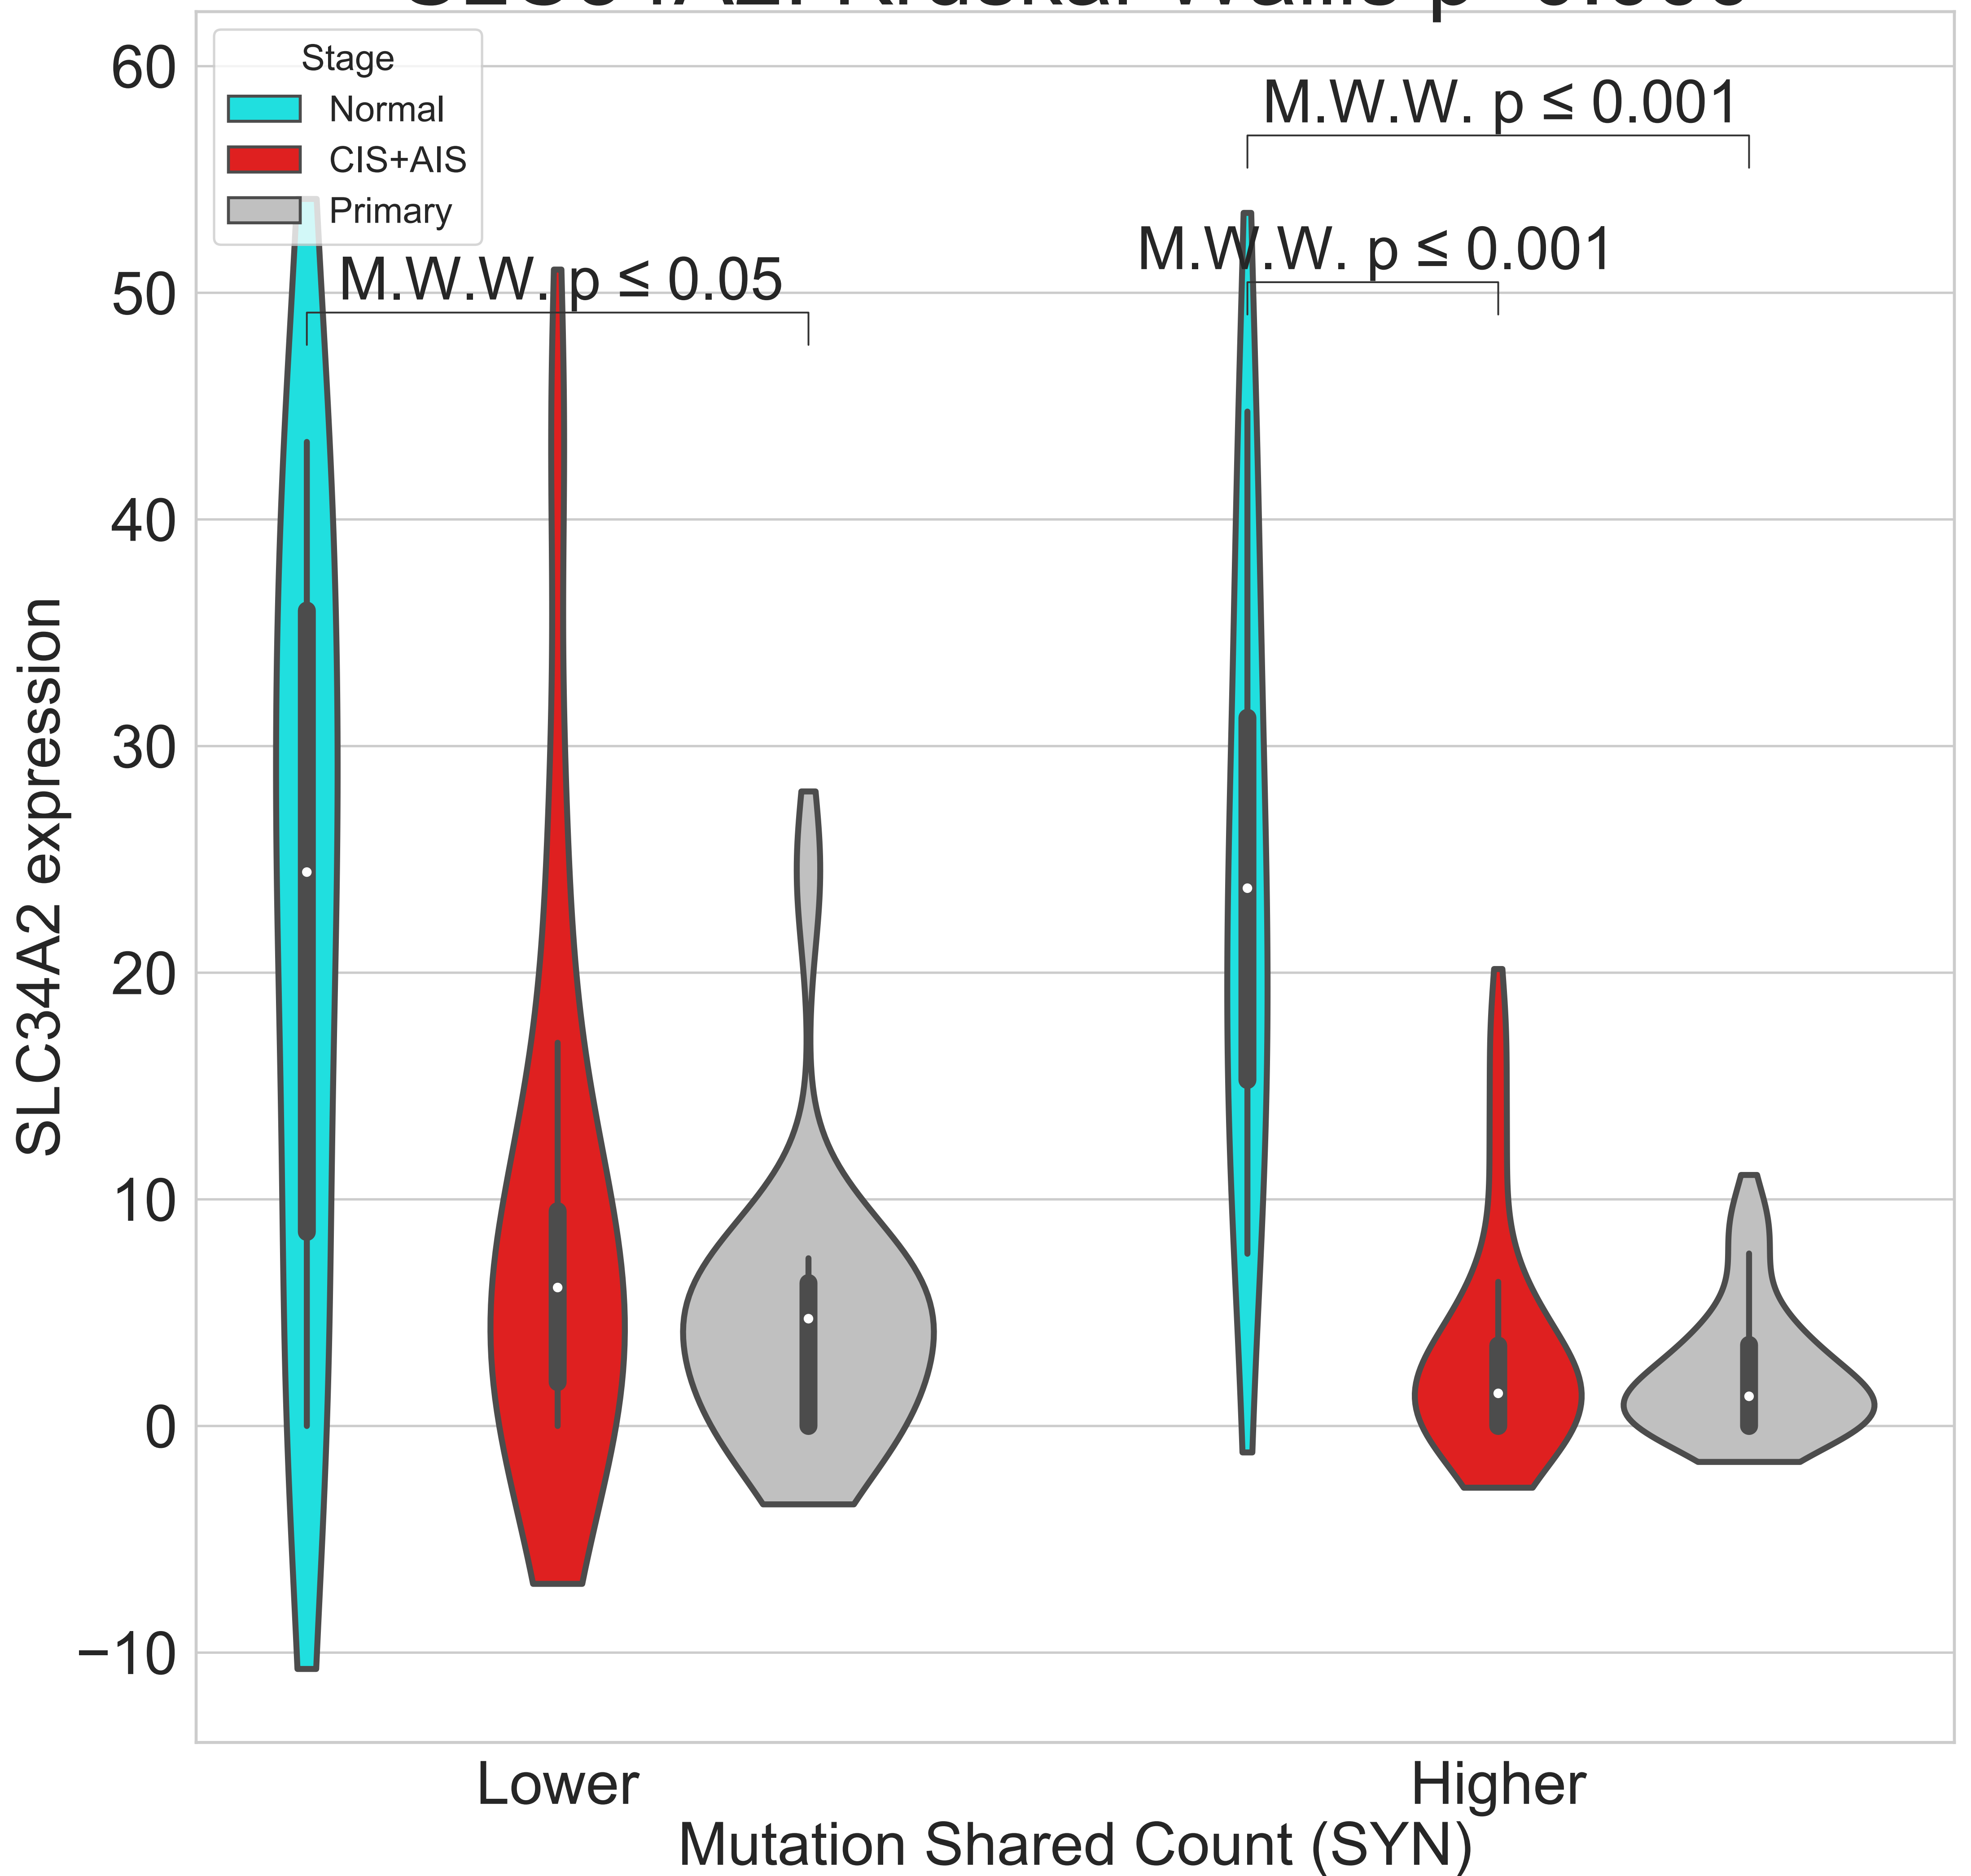 60
50
40
30
20
10
0
−10
SLC34A2 expression
Stage
Normal
CIS+AIS
Primary
M.W.W. p ≤ 0.05
M.W.W. p ≤ 0.001
M.W.W. p ≤ 0.001
Lower
Higher
Mutation Shared Count (SYN)